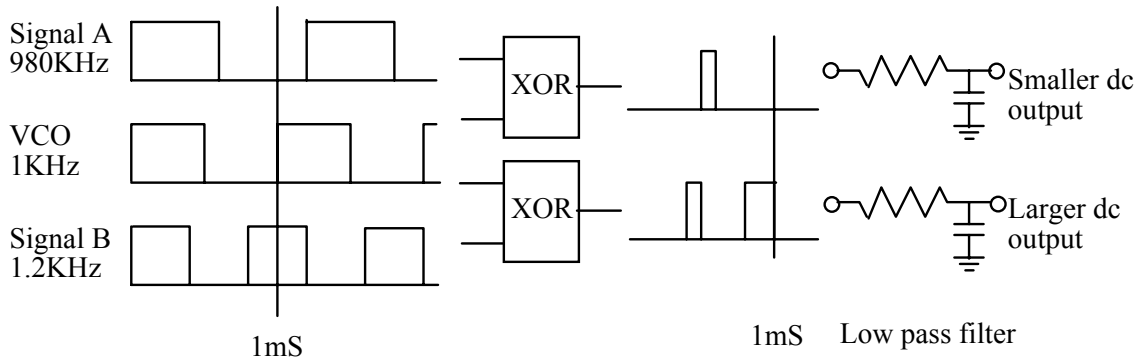 Signal A
980KHz
VCO
1KHz
Signal B
1.2KHz
1mS
XOR
XOR
1mS
Smaller dc
output
Larger dc
output
Low pass filter